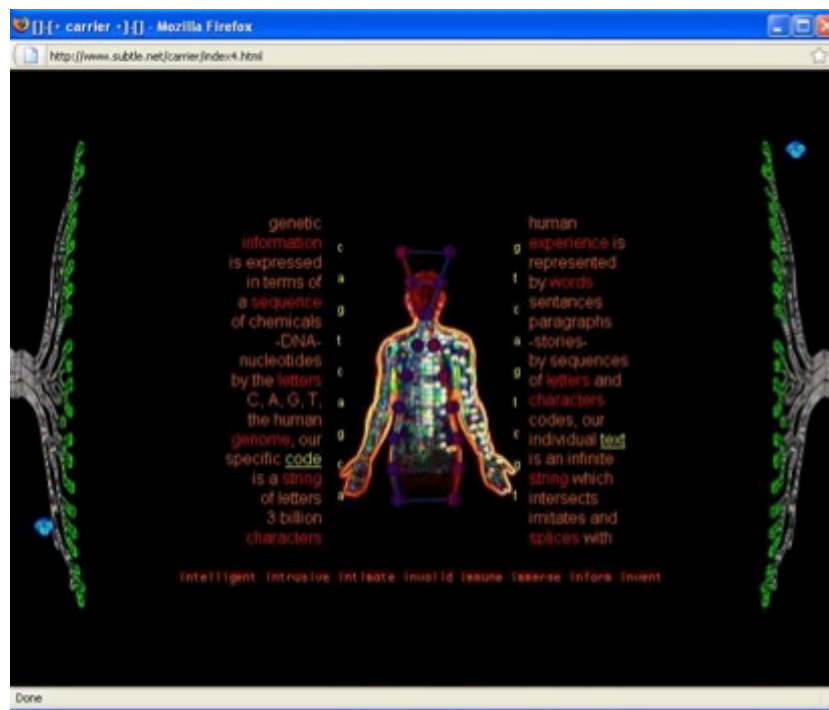 []-[+ carrier +]-[] - Mozilla Firefox
http://www.subtle.net/carrier/index4.html
genetic
information
is expressed
in terms of
a sequence
of chemicals
-DNA-
nucleotides
by the letters
C, A, G, T,
the human
genome, our
specific code
is a string
of letters
3 billion
characters
c
a
g
t
c
a
g
a
g
t
c
a
g
t
c
g
t
human
experience is
represented
by words
sentances
paragraphs
-stories-
by sequences
of letters and
characters
codes, our
individual text
is an infinite
string which
intersects
imitates and
splices with
intelligent intrusive intimate invalid immune immerse inform invent
Done